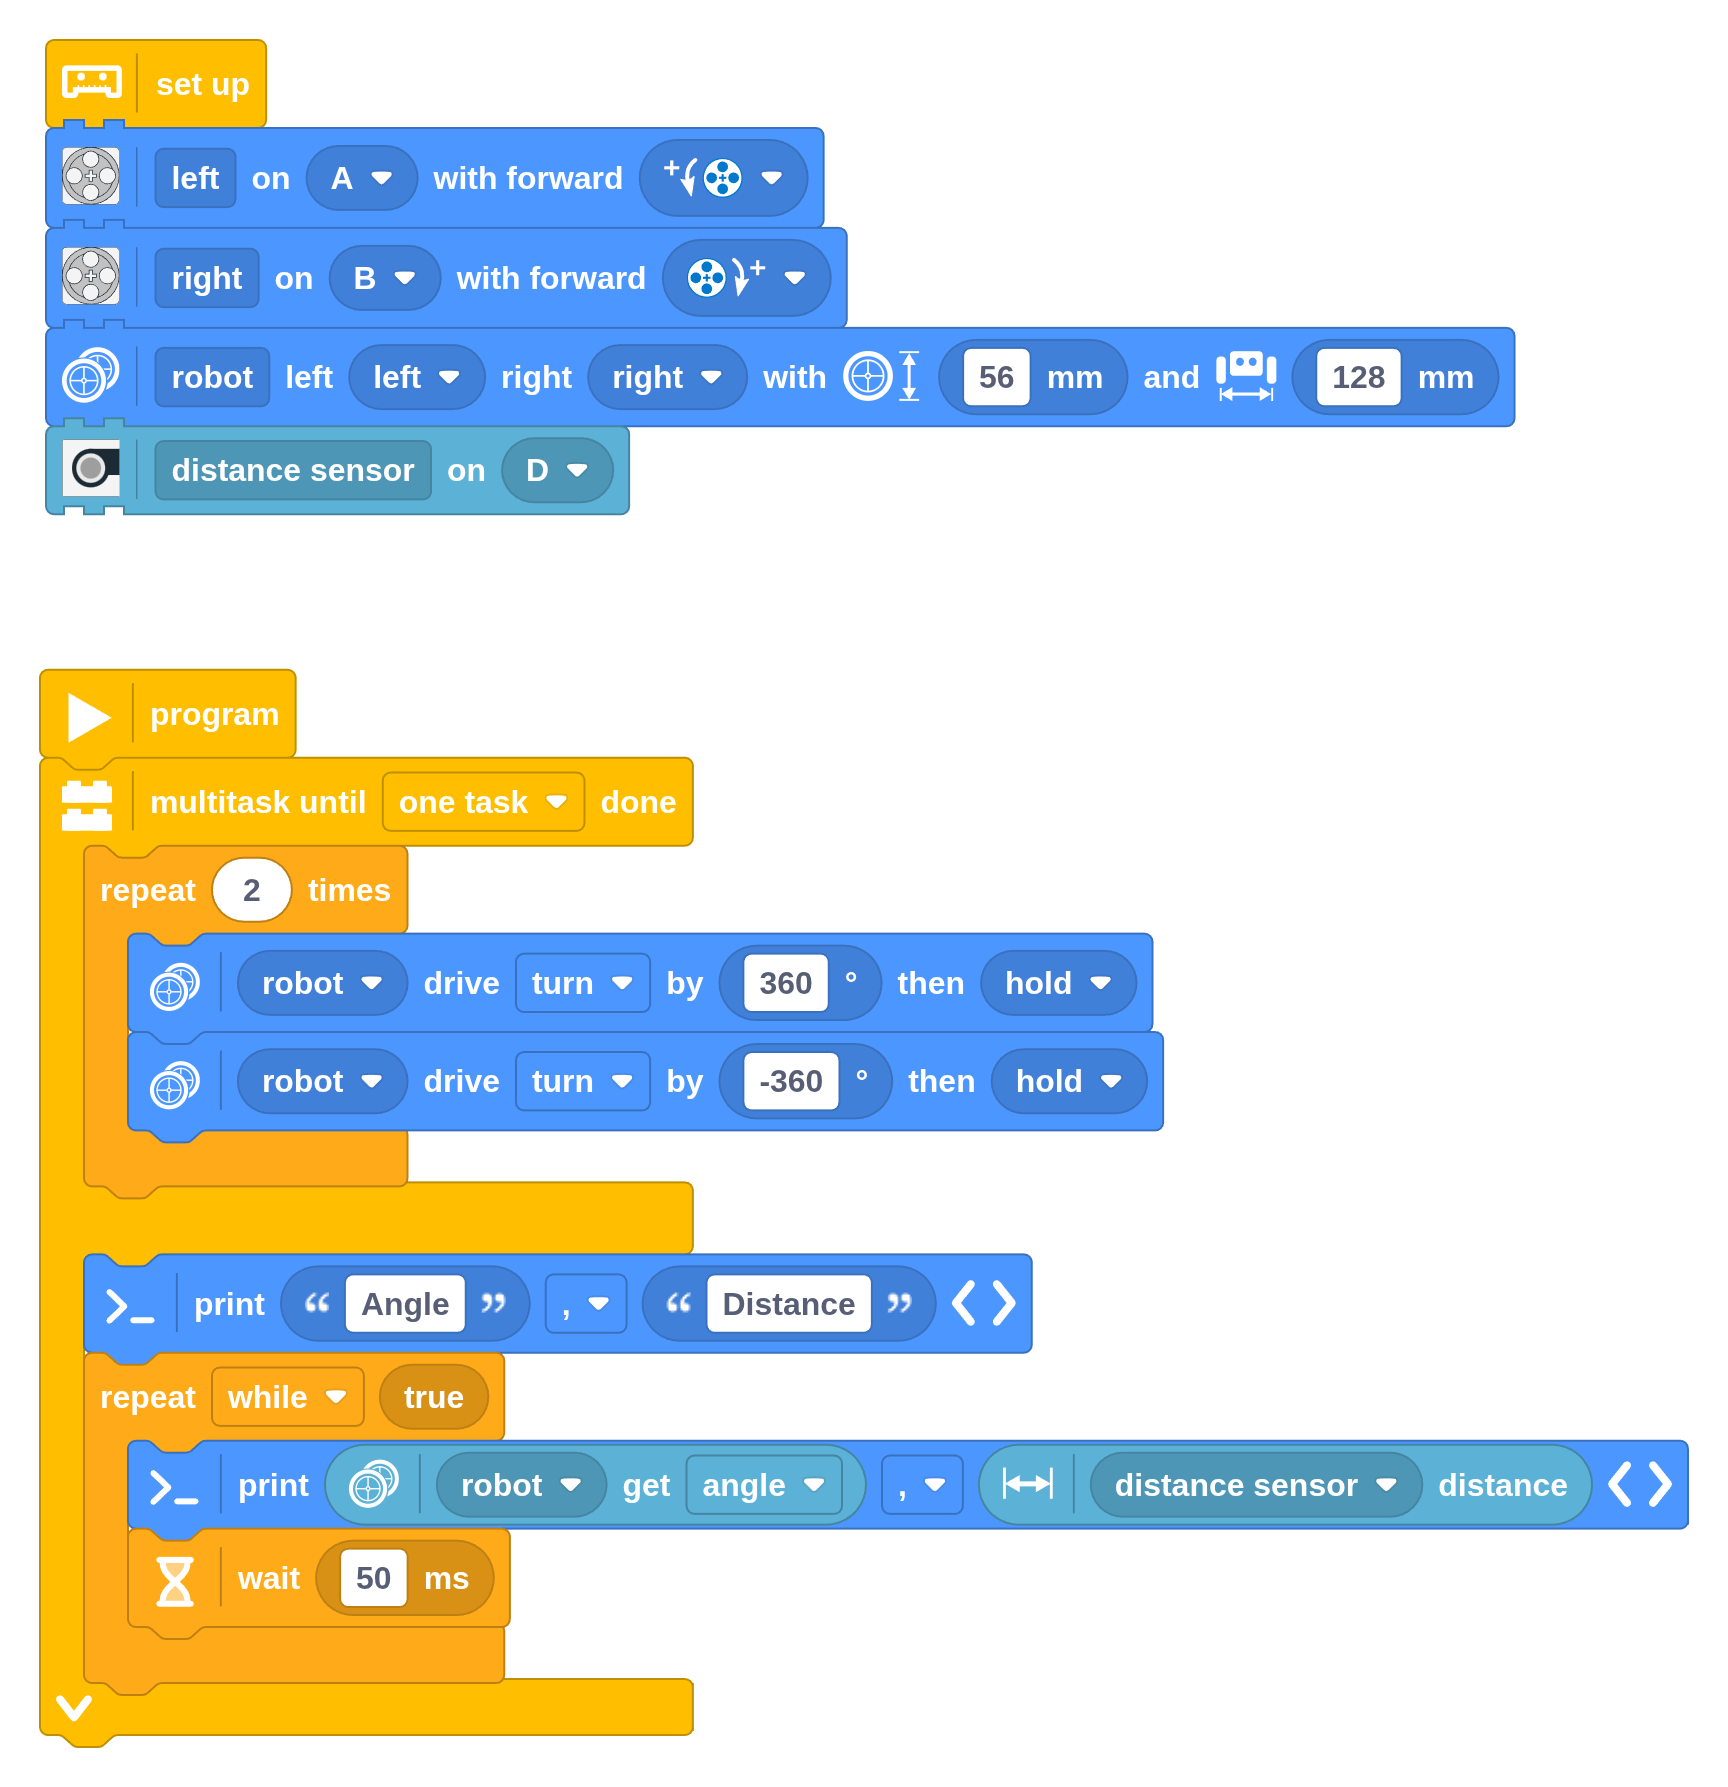 set up
left on A with forward +
right on B with forward +
robot left left right right with 56 mm and 128 mm
distance sensor on D
program
multitask until one task done
repeat 2 times
robot drive turn by 360 ° then hold
robot drive turn by -360 ° then hold
print “ Angle ” , “ Distance ”
repeat while true
print robot get angle , distance sensor distance
wait 50 ms